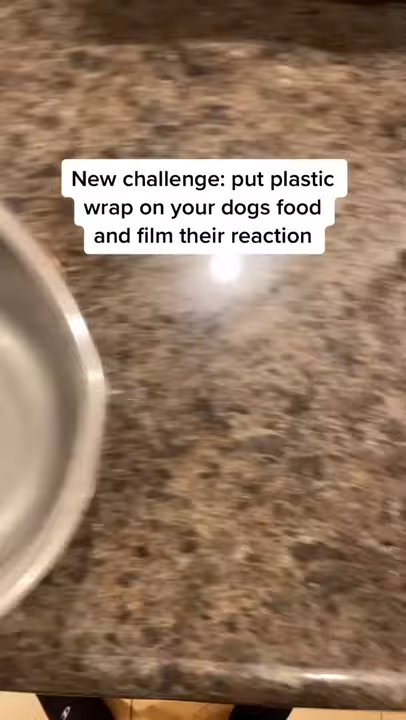 New challenge: put plastic
wrap on your dogs food
and film their reaction